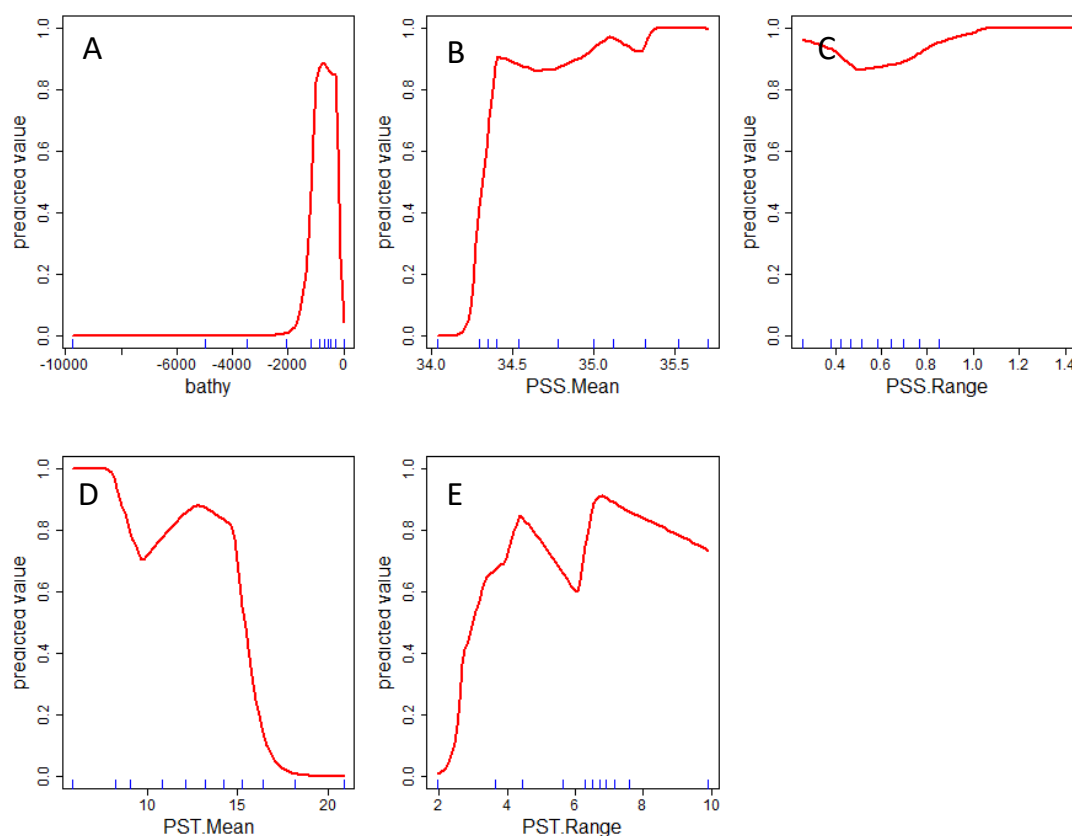 A
predicted value
0.0 0.2 0.4 0.6 0.8 1.0
-10000 -6000 -2000 0
bathy
B
predicted value
0.0 0.2 0.4 0.6 0.8 1.0
34.0 34.5 35.0 35.5
PSS.Mean
C
predicted value
0.0 0.2 0.4 0.6 0.8 1.0
0.4 0.6 0.8 1.0 1.2 1.4
PSS.Range
D
predicted value
0.0 0.2 0.4 0.6 0.8 1.0
10 15 20
PST.Mean
E
predicted value
0.0 0.2 0.4 0.6 0.8 1.0
2 4 6 8 10
PST.Range